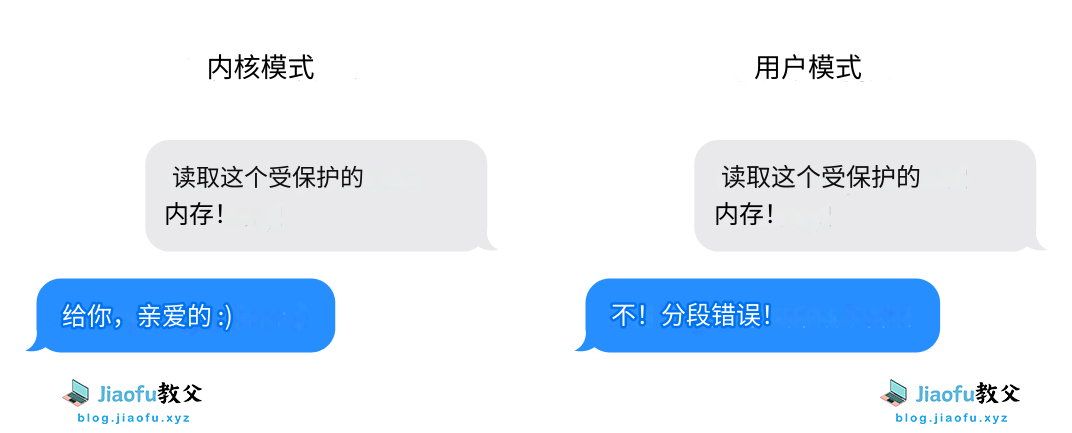 内核模式
读取这个受保护的
内存！
给你，亲爱的 :)
Jiaofu教父
blog.jiaofu.xyz
用户模式
读取这个受保护的
内存！
不！分段错误！
Jiaofu教父
blog.jiaofu.xyz